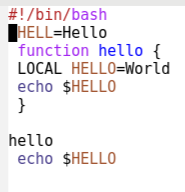 #!/bin/bash
HELL=Hello
function hello {
LOCAL HELLO=World
echo $HELLO
}
hello
echo $HELLO